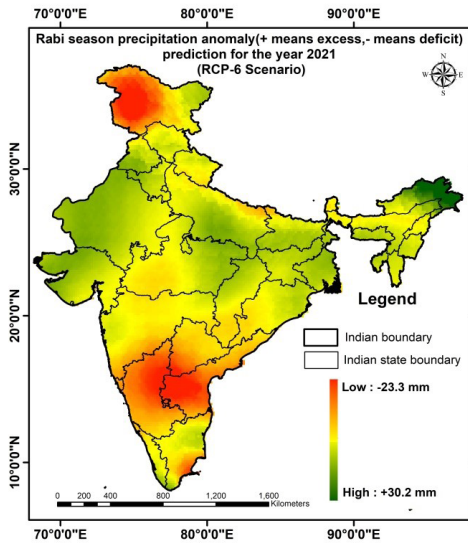 Rabi season precipitation anomaly(+ means excess,- means deficit)
prediction for the year 2021
(RCP-6 Scenario)
N
W E
S
70°0'0"N 80°0'0"N 90°0'0"N
30°0'0"N
20°0'0"N
10°0'0"N
Legend
Indian boundary
Indian state boundary
Low : -23.3 mm
High : +30.2 mm
0 200 400 800 1,200 1,600
Kilometers
70°0'0"N 80°0'0"N 90°0'0"N